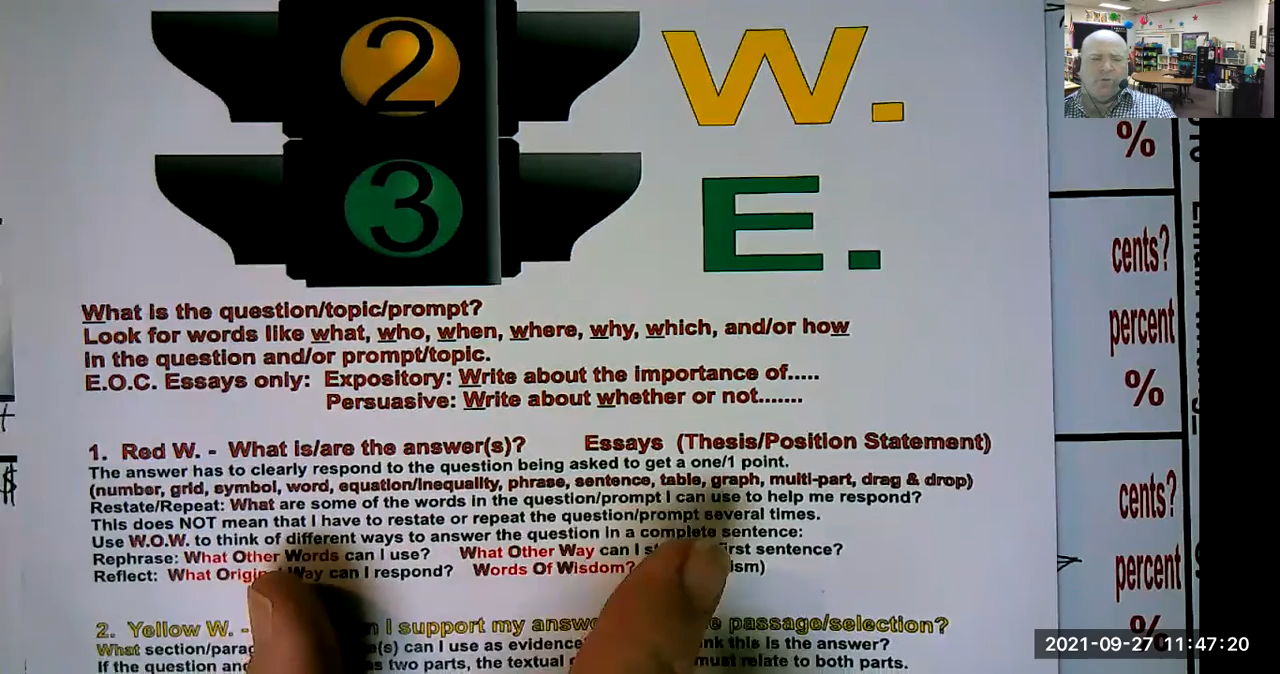 2 W.
3 E.
What is the question/topic/prompt?
Look for words like what, who, when, where, why, which, and/or how
in the question and/or prompt/topic.
E.O.C. Essays only: Expository: Write about the importance of.....
Persuasive: Write about whether or not.......
1. Red W. - What is/are the answer(s)? Essays (Thesis/Position Statement)
The answer has to clearly respond to the question being asked to get a one/1 point.
(number, grid, symbol, word, equation/inequality, phrase, sentence, table, graph, multi-part, drag & drop)
Restate/Repeat: What are some of the words in the question/prompt I can use to help me respond?
This does NOT mean that I have to restate or repeat the question/prompt several times.
Use W.O.W. to think of different ways to answer the question in a complete sentence:
Rephrase: What Other Words can I use? What Other Way can I sentence?
Reflect: What Way can I respond? Words Of Wisdom?
2. Yellow W. - I support my passage/selection?
What can I use as evidence this is the answer?
If the question two parts, the textual must relate to both parts.
%
cents?
percent
%
cents?
percent
%
$
2021-09-27 11:47:20